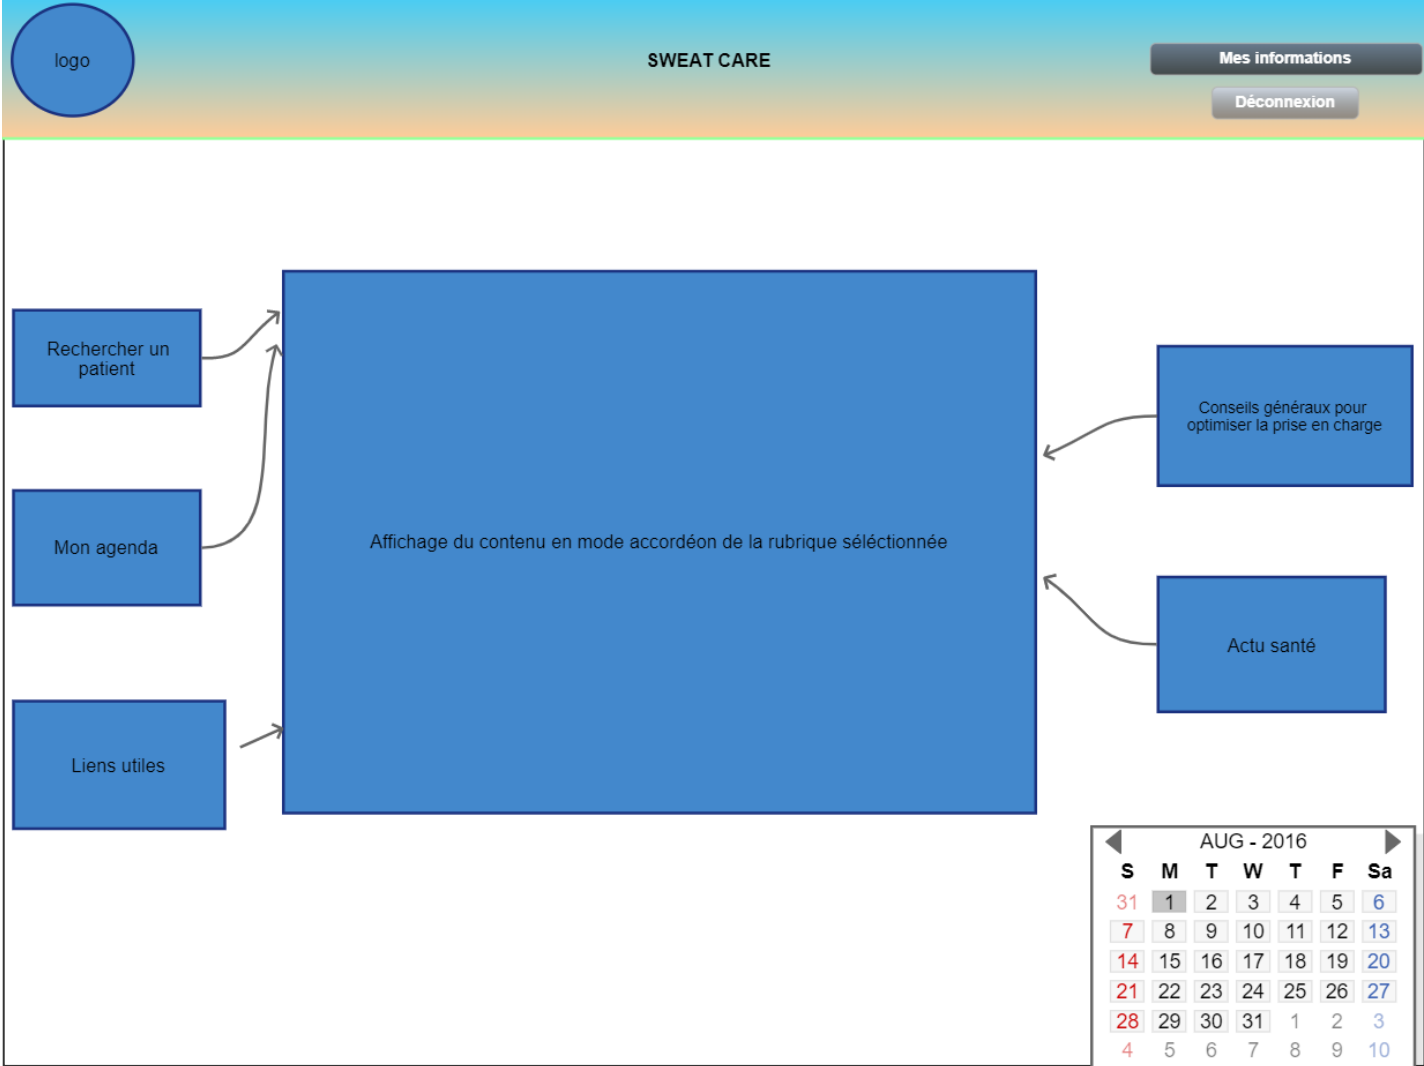 logo
SWEAT CARE
Mes informations
Déconnexion
Rechercher un
patient
Mon agenda
Liens utiles
Affichage du contenu en mode accordéon de la rubrique séléctionnée
Conseils généraux pour
optimiser la prise en charge
Actu santé
AUG - 2016
S M T W T F Sa
31 1 2 3 4 5 6
7 8 9 10 11 12 13
14 15 16 17 18 19 20
21 22 23 24 25 26 27
28 29 30 31 1 2 3
4 5 6 7 8 9 10